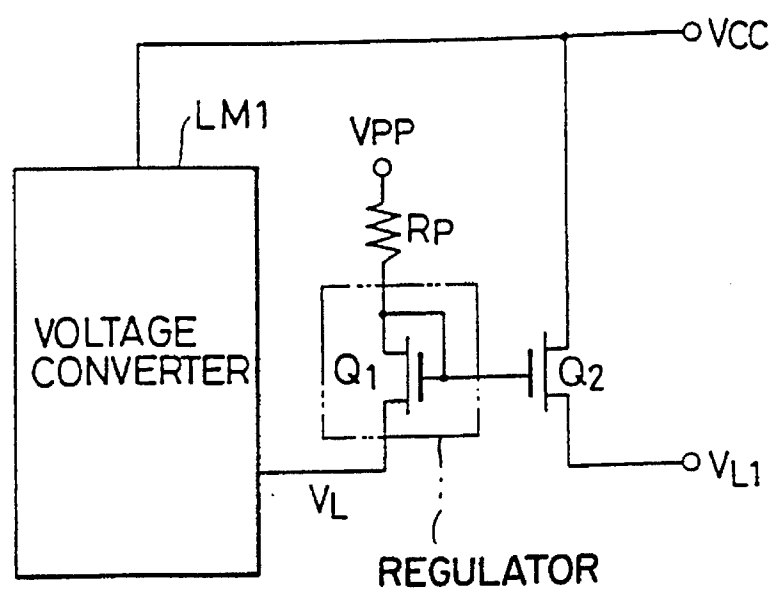 VCC
LM1
VPP
RP
VOLTAGE
CONVERTER
Q1
Q2
VL
VL1
REGULATOR